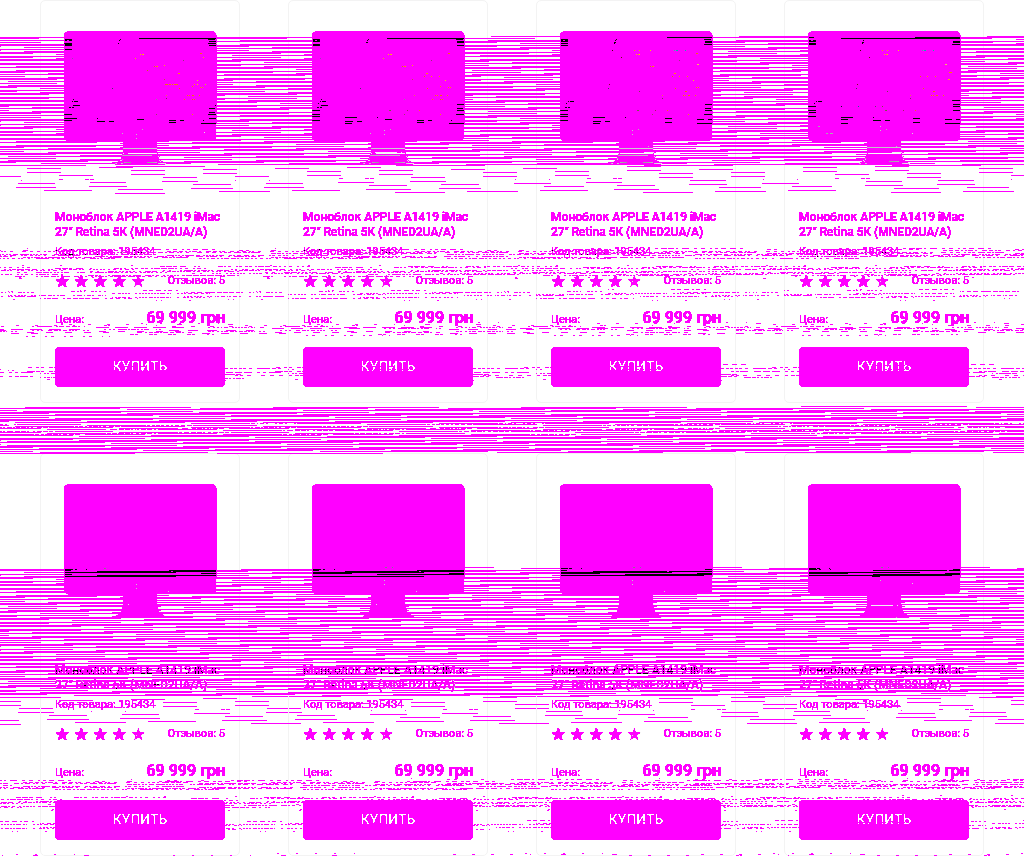 Моноблок APPLE A1419 iMac Моноблок APPLE A1419 iMac Моноблок APPLE A1419 iMac Моноблок APPLE A1419 iMac
27" Retina 5K (MNED2UA/A) 27" Retina 5K (MNED2UA/A) 27" Retina 5K (MNED2UA/A) 27" Retina 5K (MNED2UA/A)
Код товара: 195434 Код товара: 195434 Код товара: 195434 Код товара: 195434
Отзывов: 5 Отзывов: 5 Отзывов: 5 Отзывов: 5
Цена: 69 999 грн Цена: 69 999 грн Цена: 69 999 грн Цена: 69 999 грн
КУПИТЬ КУПИТЬ КУПИТЬ КУПИТЬ
Моноблок APPLE A1419 iMac Моноблок APPLE A1419 iMac Моноблок APPLE A1419 iMac Моноблок APPLE A1419 iMac
27" Retina 5K (MNED2UA/A) 27" Retina 5K (MNED2UA/A) 27" Retina 5K (MNED2UA/A) 27" Retina 5K (MNED2UA/A)
Код товара: 195434 Код товара: 195434 Код товара: 195434 Код товара: 195434
Отзывов: 5 Отзывов: 5 Отзывов: 5 Отзывов: 5
Цена: 69 999 грн Цена: 69 999 грн Цена: 69 999 грн Цена: 69 999 грн
КУПИТЬ КУПИТЬ КУПИТЬ КУПИТЬ